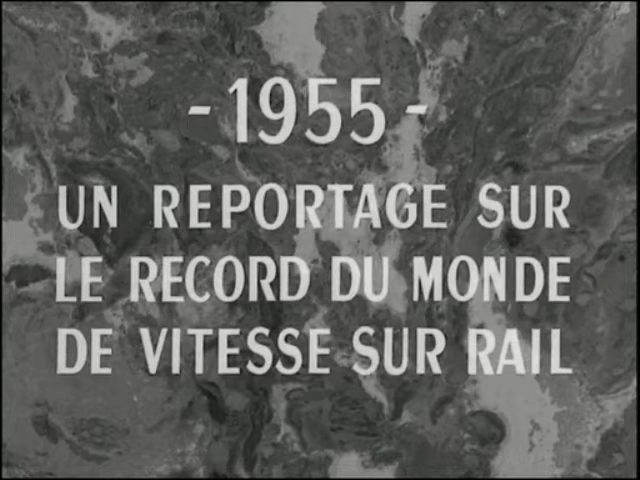 - 1955 -
UN REPORTAGE SUR
LE RECORD DU MONDE
DE VITESSE SUR RAIL